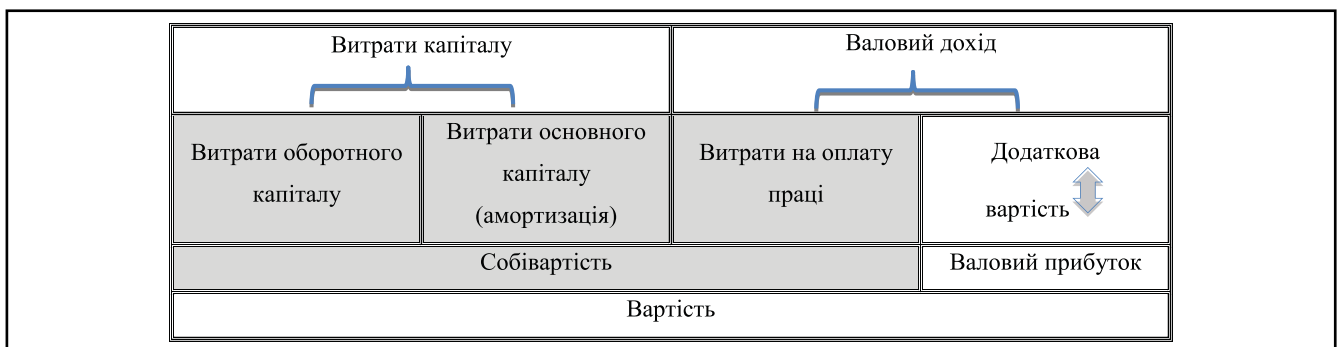 Витрати капіталу
Валовий дохід
Витрати оборотного
капіталу
Витрати основного
капіталу
(амортизація)
Витрати на оплату
праці
Додаткова
вартість
Собівартість
Валовий прибуток
Вартість